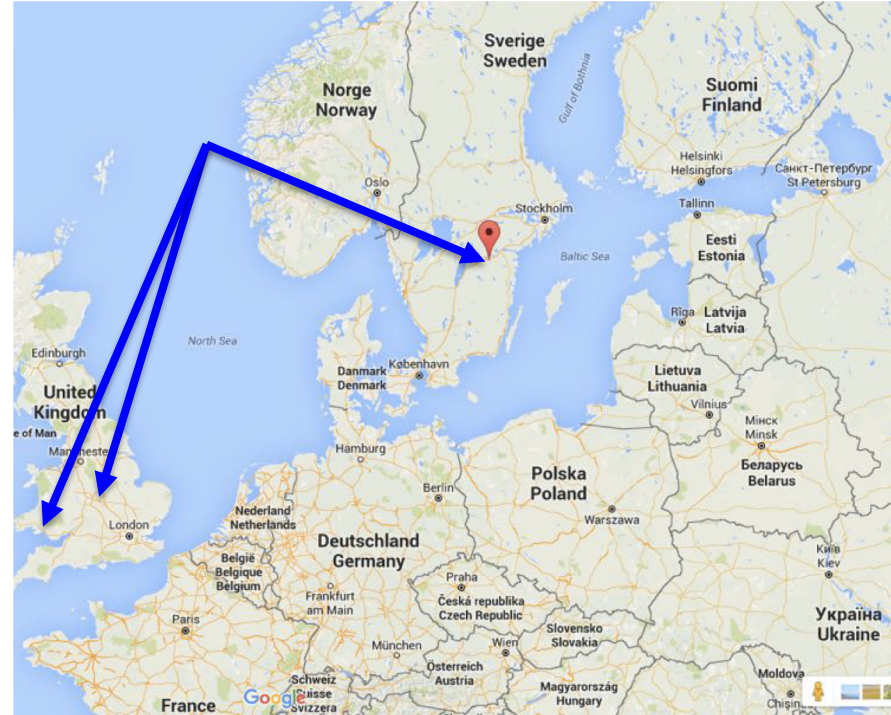 Sverige
Sweden
Norge
Norway
Gulf of Bothnia
Suomi
Finland
Helsinki
Helsingfors
Санкт-Петербург
St Petersburg
Oslo
Stockholm
Tallinn
Eesti
Estonia
Baltic Sea
Rīga
Latvija
Latvia
North Sea
Edinburgh
United
Kingdom
e of Man
Manchester
Danmark
Denmark
København
Lietuva
Lithuania
Vilnius
Мінск
Minsk
Беларусь
Belarus
Hamburg
Berlin
Polska
Poland
Warszawa
London
Nederland
Netherlands
Deutschland
Germany
België
Belgique
Belgium
Київ
Kiev
Praha
Česká republika
Czech Republic
Frankfurt
am Main
Paris
Україна
Ukraine
Slovensko
Slovakia
München
Wien
Österreich
Austria
Schweiz
Suisse
Svizzera
Magyarország
Hungary
Moldova
Chișin
France
Google